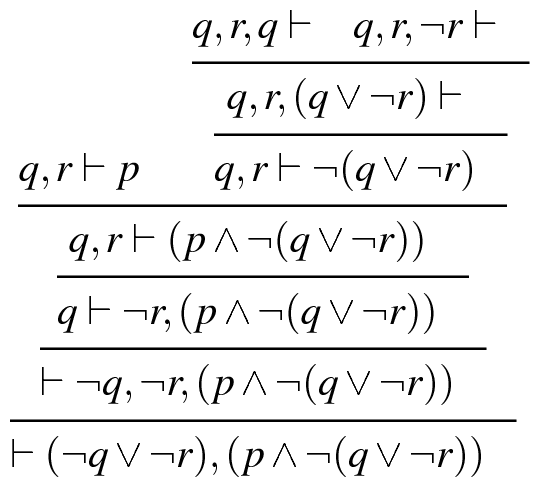 q, r, q ⊢ q, r, ¬r ⊢
q, r, (q ∨ ¬r) ⊢
q, r ⊢ p q, r ⊢ ¬(q ∨ ¬r)
q, r ⊢ (p ∧ ¬(q ∨ ¬r))
q ⊢ ¬r, (p ∧ ¬(q ∨ ¬r))
⊢ ¬q, ¬r, (p ∧ ¬(q ∨ ¬r))
⊢ (¬q ∨ ¬r), (p ∧ ¬(q ∨ ¬r))